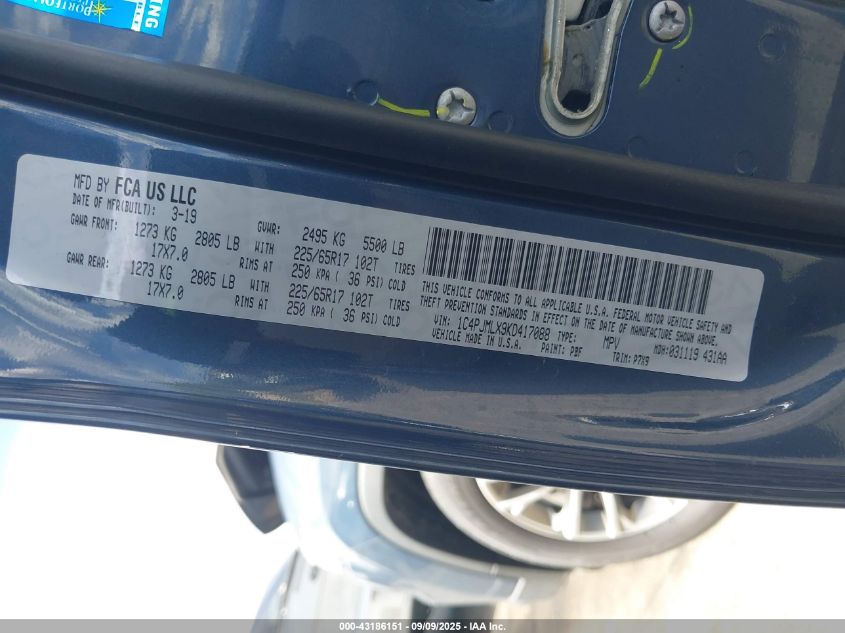 MFD BY FCA US LLC
DATE OF MFR(BUILT): 3-19
GVWR: 2495 KG 5500 LB
GAWR FRONT: 1273 KG 2805 LB WITH 225/65R17 102T TIRES
17X7.0 RIMS AT 250 KPA ( 36 PSI) COLD
GAWR REAR: 1273 KG 2805 LB WITH 225/65R17 102T TIRES
17X7.0 RIMS AT 250 KPA ( 36 PSI) COLD
THIS VEHICLE CONFORMS TO ALL APPLICABLE U.S.A. FEDERAL MOTOR VEHICLE SAFETY AND
THEFT PREVENTION STANDARDS IN EFFECT ON THE DATE OF MANUFACTURE SHOWN ABOVE.
VIN: 1C4PJMLX9KD417088 TYPE: MPV MDH:031119 431AA
VEHICLE MADE IN U.S.A. PAINT: PBF TRIM: P7X9
000-43186151 - 09/09/2025 - IAA, Inc.